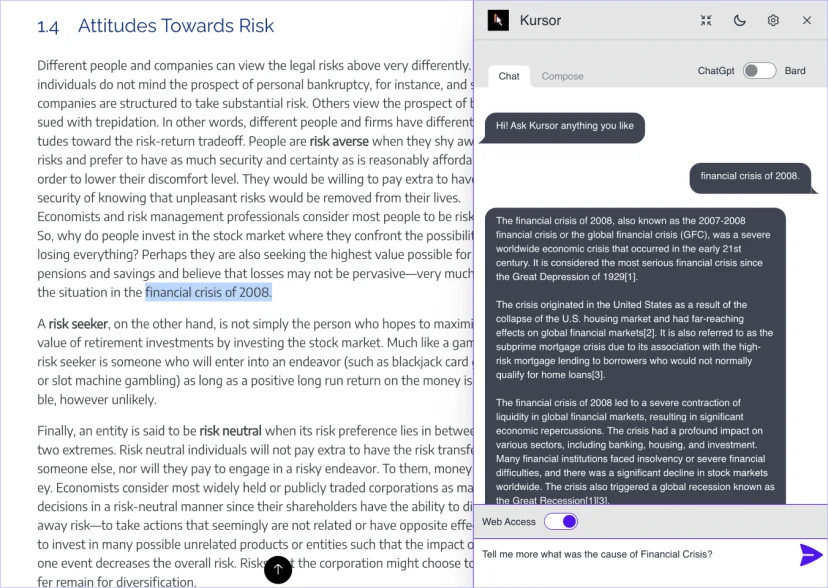 1.4 Attitudes Towards Risk
Different people and companies can view the legal risks above very differently.
individuals do not mind the prospect of personal bankruptcy, for instance, and
companies are structured to take substantial risk. Others view the prospect of
sued with trepidation. In other words, different people and firms have different
tudes toward the risk-return tradeoff. People are risk averse when they shy
risks and prefer to have as much security and certainty as is reasonably
order to lower their discomfort level. They would be willing to pay extra to
security of knowing that unpleasant risks would be removed from their lives.
Economists and risk management professionals consider most people to be risk
So, why do people invest in the stock market where they confront the
losing everything? Perhaps they are also seeking the highest value possible for
pensions and savings and believe that losses may not be pervasive—very much
the situation in the financial crisis of 2008.
A risk seeker, on the other hand, is not simply the person who hopes to
value of retirement investments by investing the stock market. Much like a
risk seeker is someone who will enter into an endeavor (such as blackjack card
or slot machine gambling) as long as a positive long run return on the money is
ble, however unlikely.
Finally, an entity is said to be risk neutral when its risk preference lies in
two extremes. Risk neutral individuals will not pay extra to have the risk
someone else, nor will they pay to engage in a risky endeavor. To them, money
ey. Economists consider most widely held or publicly traded corporations as
decisions in a risk-neutral manner since their shareholders have the ability to
away risk—to take actions that seemingly are not related or have opposite
to invest in many possible unrelated products or entities such that the impact
one event decreases the overall risk. the corporation might choose to
fer remain for diversification.
Kursor
Chat
Compose
ChatGpt
Bard
Hi! Ask Kursor anything you like
financial crisis of 2008.
The financial crisis of 2008, also known as the 2007-2008
financial crisis or the global financial crisis (GFC), was a severe
worldwide economic crisis that occurred in the early 21st
century. It is considered the most serious financial crisis since
the Great Depression of 1929[1].
The crisis originated in the United States as a result of the
collapse of the U.S. housing market and had far-reaching
effects on global financial markets[2]. It is also referred to as the
subprime mortgage crisis due to its association with the high-
risk mortgage lending to borrowers who would not normally
qualify for home loans[3].
The financial crisis of 2008 led to a severe contraction of
liquidity in global financial markets, resulting in significant
economic repercussions. The crisis had a profound impact on
various sectors, including banking, housing, and investment.
Many financial institutions faced insolvency or severe financial
difficulties, and there was a significant decline in stock markets
worldwide. The crisis also triggered a global recession known as
the Great Recession[1][3].
Web Access
Tell me more what was the cause of Financial Crisis?